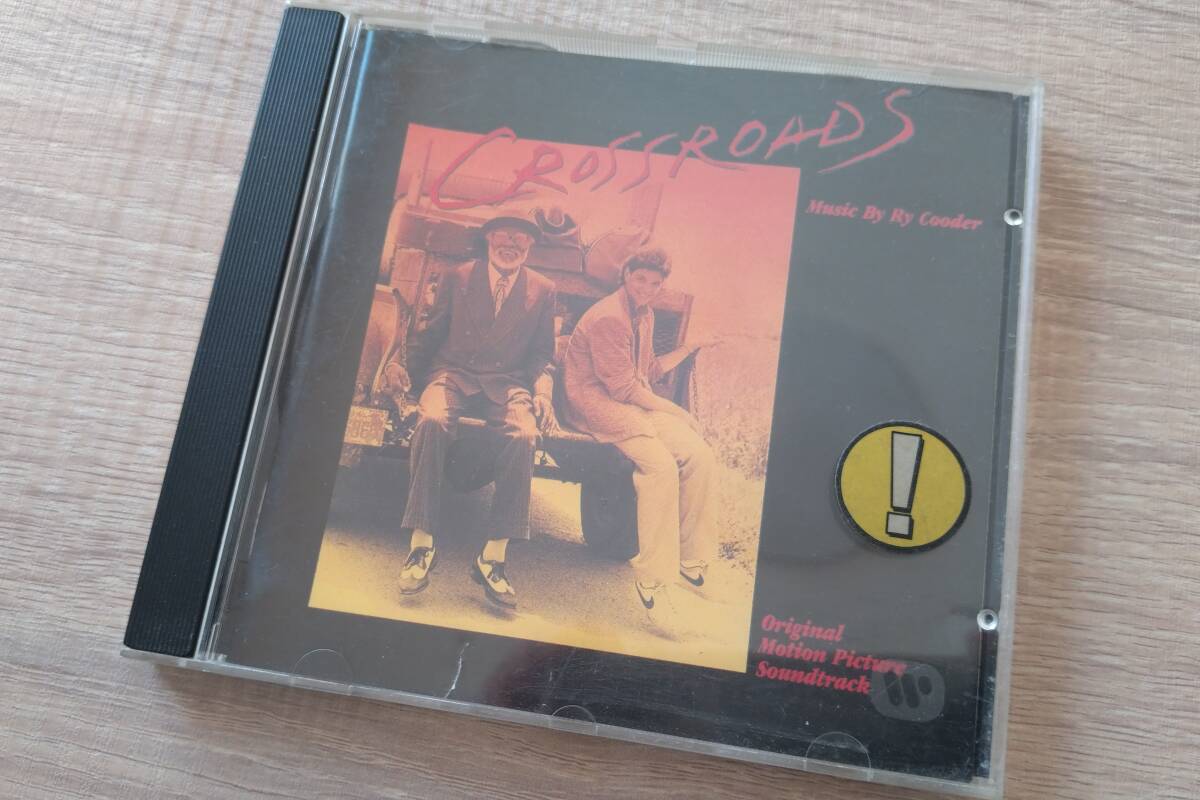 CROSSROADS
Music By Ry Cooder
!
Original
Motion Picture
Soundtrack